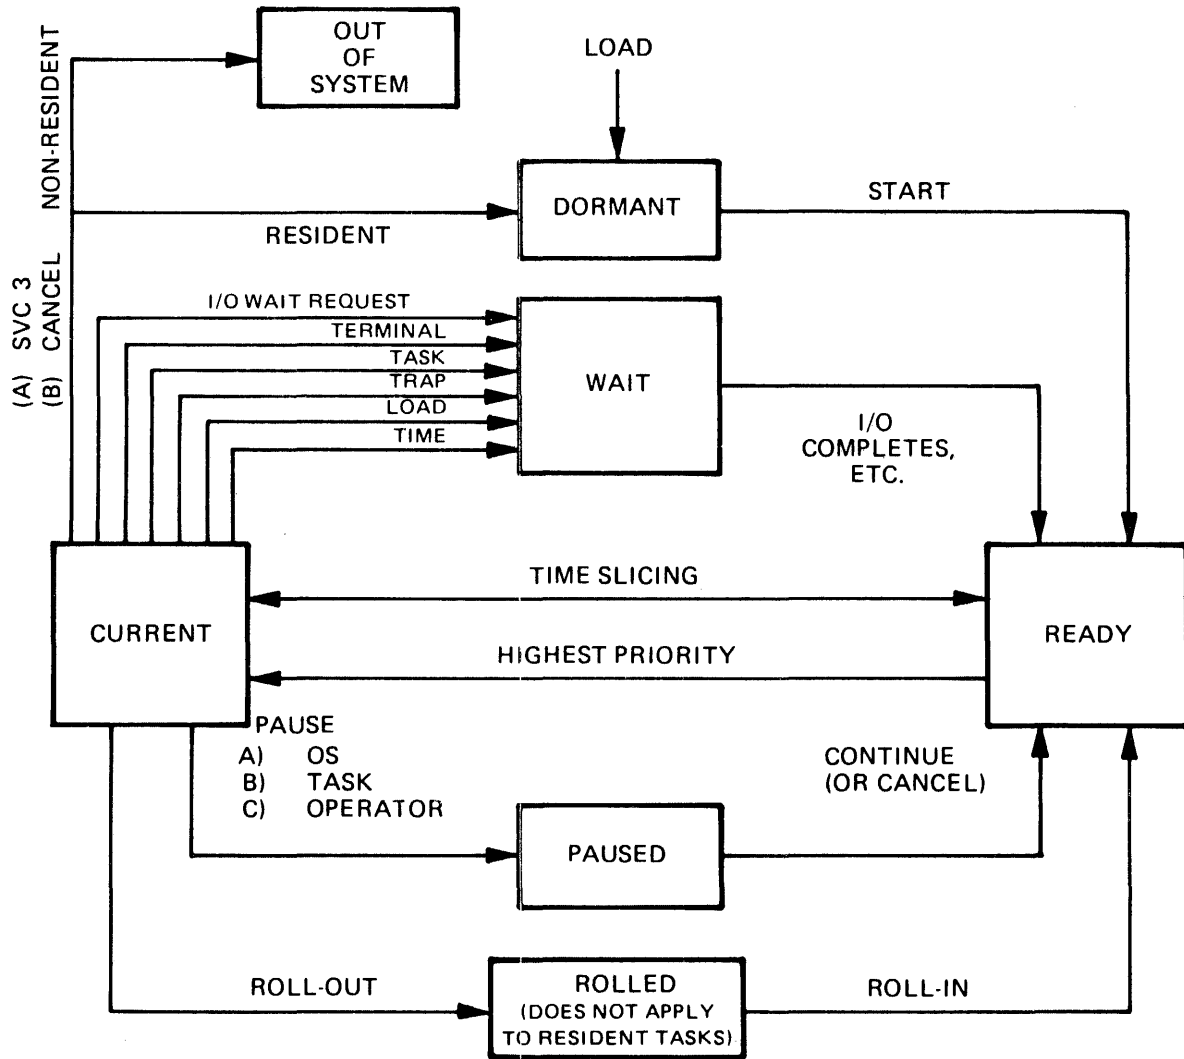 OUT
OF
SYSTEM
LOAD
(A) SVC 3
(B) CANCEL NON-RESIDENT
DORMANT
START
RESIDENT
I/O WAIT REQUEST
TERMINAL
TASK
TRAP
LOAD
TIME
WAIT
I/O
COMPLETES,
ETC.
CURRENT
TIME SLICING
READY
HIGHEST PRIORITY
PAUSE
A) OS
B) TASK
C) OPERATOR
CONTINUE
(OR CANCEL)
PAUSED
ROLL-OUT
ROLLED
(DOES NOT APPLY
TO RESIDENT TASKS)
ROLL-IN